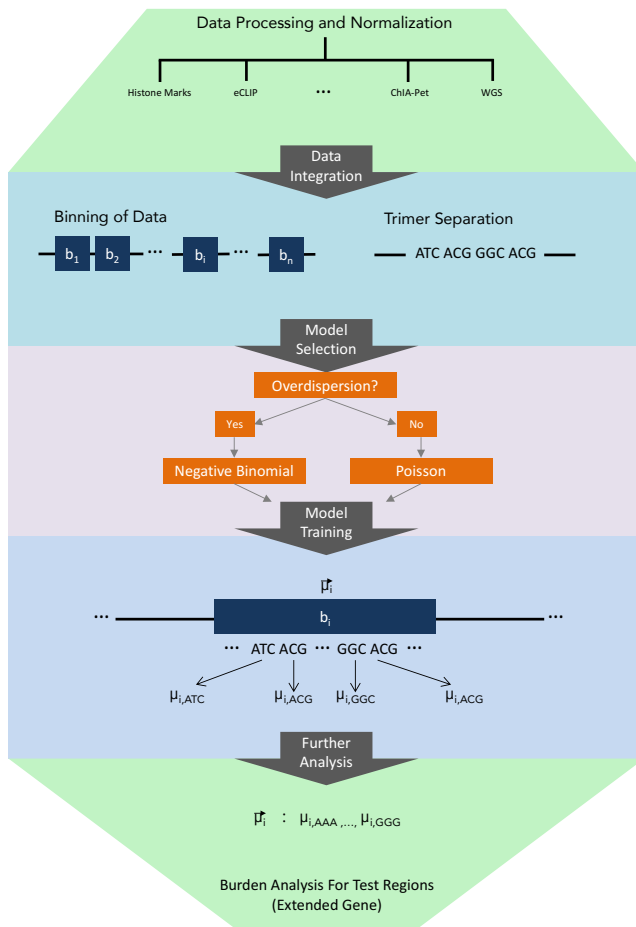 Data Processing and Normalization
Histone Marks eCLIP ... ChIA-Pet WGS
Data
Integration
Binning of Data Trimer Separation
b1 b2 ... bi ... bn ATC ACG GGC ACG
Model
Selection
Overdispersion?
Yes No
Negative Binomial Poisson
Model
Training
μ⃗i
... bi ...
... ATC ACG ... GGC ACG ...
μi,ATC μi,ACG μi,GGC μi,ACG
Further
Analysis
μ⃗i : μi,AAA ,..., μi,GGG
Burden Analysis For Test Regions
(Extended Gene)